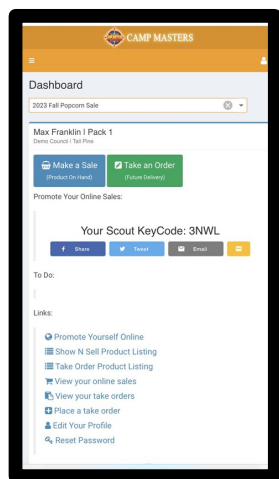 CAMP MASTERS
Dashboard
2023 Fall Popcorn Sale
Max Franklin | Pack 1
Demo Council | Tall Pine
Make a Sale
(Product On Hand)
Take an Order
(Future Delivery)
Promote Your Online Sales:
Your Scout KeyCode: 3NWL
Share
Tweet
Email
To Do:
Links:
Promote Yourself Online
Show N Sell Product Listing
Take Order Product Listing
View your online sales
View your take orders
Place a take order
Edit Your Profile
Reset Password